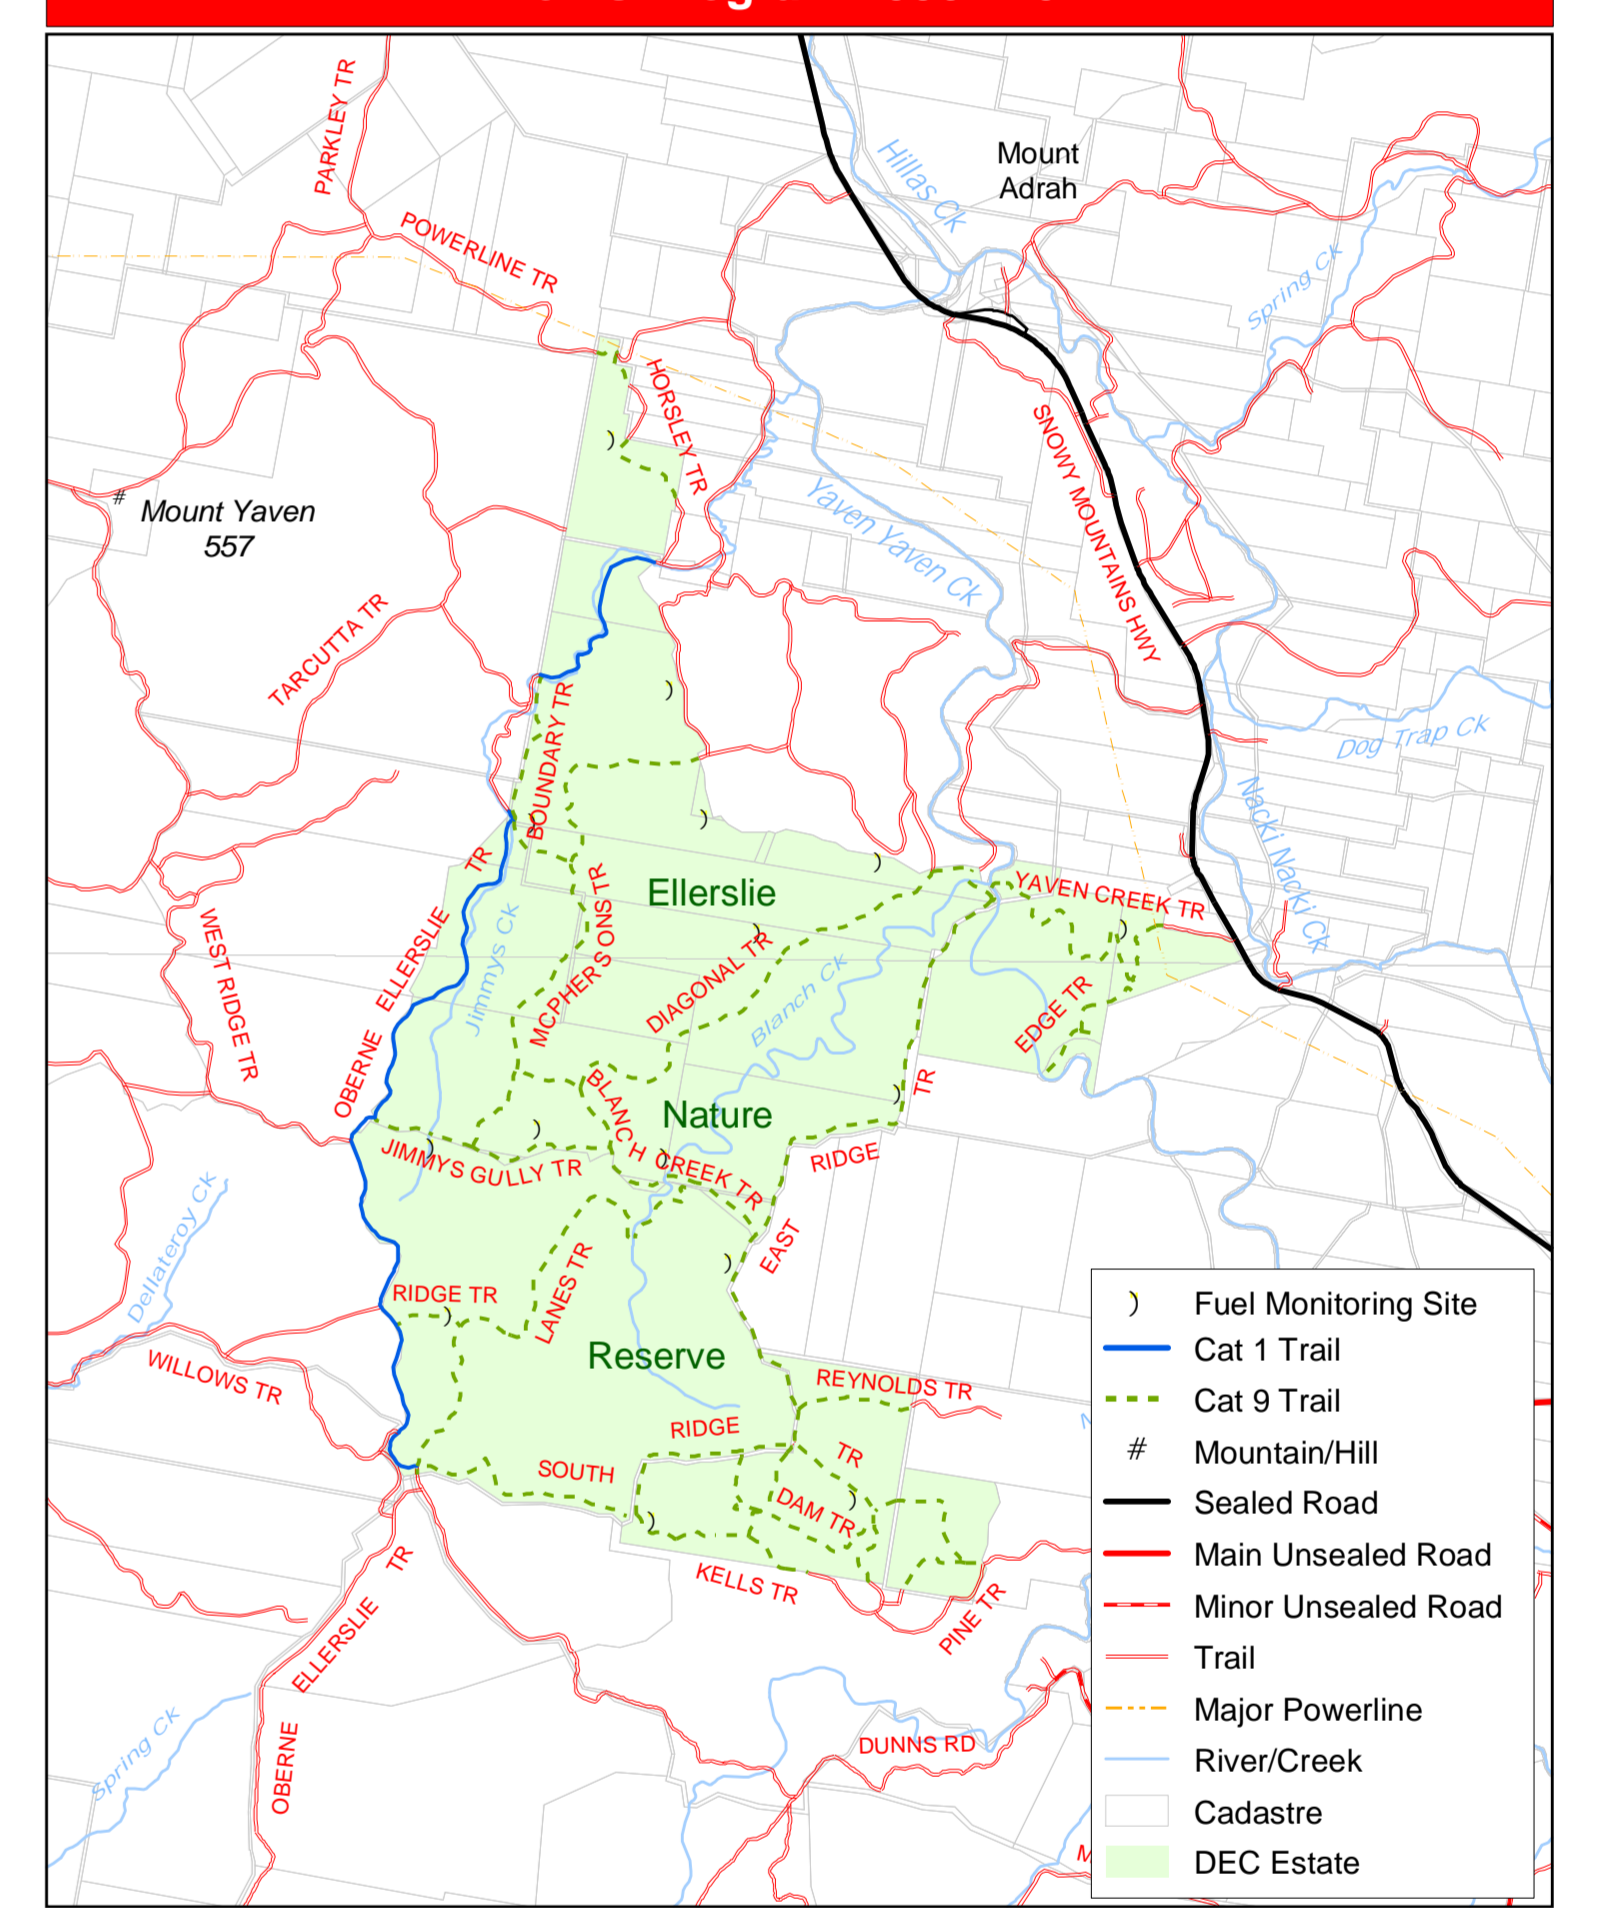 Mount
Adrah
PARKLEY TR
POWERLINE TR
Hillas Ck
Spring Ck
HORSLEY TR
SNOWY MOUNTAINS HWY
# Mount Yaven
557
Yaven Yaven Ck
TARCUTTA TR
BOUNDARY TR
Dog Trap Ck
Nacki Nacki Ck
OBERNE ELLERSLIE TR
Jimmys Ck
MCPHERSONS TR
Ellerslie
YAVEN CREEK TR
WEST RIDGE TR
DIAGONAL TR
Blanch Ck
EDGE TR
BLANCH CREEK TR
Nature
JIMMYS GULLY TR
EAST RIDGE TR
Dellateroy Ck
RIDGE TR
LANES TR
Reserve
WILLOWS TR
REYNOLDS TR
SOUTH RIDGE TR
DAM TR
KELLS TR
PINE TR
OBERNE ELLERSLIE TR
Spring Ck
DUNNS RD
Fuel Monitoring Site
Cat 1 Trail
Cat 9 Trail
# Mountain/Hill
Sealed Road
Main Unsealed Road
Minor Unsealed Road
Trail
Major Powerline
River/Creek
Cadastre
DEC Estate